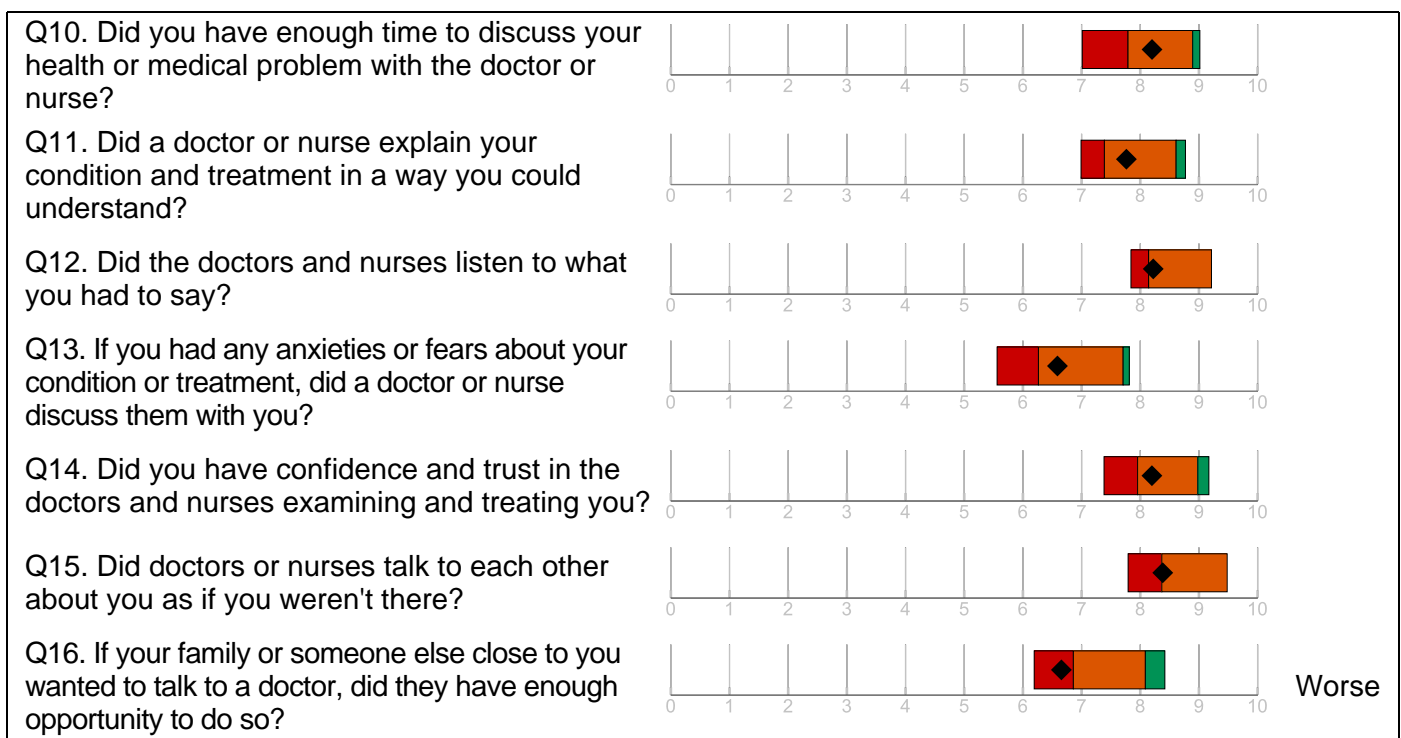 Q10. Did you have enough time to discuss your
health or medical problem with the doctor or
nurse?
0 1 2 3 4 5 6 7 8 9 10
Q11. Did a doctor or nurse explain your
condition and treatment in a way you could
understand?
0 1 2 3 4 5 6 7 8 9 10
Q12. Did the doctors and nurses listen to what
you had to say?
0 1 2 3 4 5 6 7 8 9 10
Q13. If you had any anxieties or fears about your
condition or treatment, did a doctor or nurse
discuss them with you?
0 1 2 3 4 5 6 7 8 9 10
Q14. Did you have confidence and trust in the
doctors and nurses examining and treating you?
0 1 2 3 4 5 6 7 8 9 10
Q15. Did doctors or nurses talk to each other
about you as if you weren't there?
0 1 2 3 4 5 6 7 8 9 10
Q16. If your family or someone else close to you
wanted to talk to a doctor, did they have enough
opportunity to do so?
0 1 2 3 4 5 6 7 8 9 10
Worse